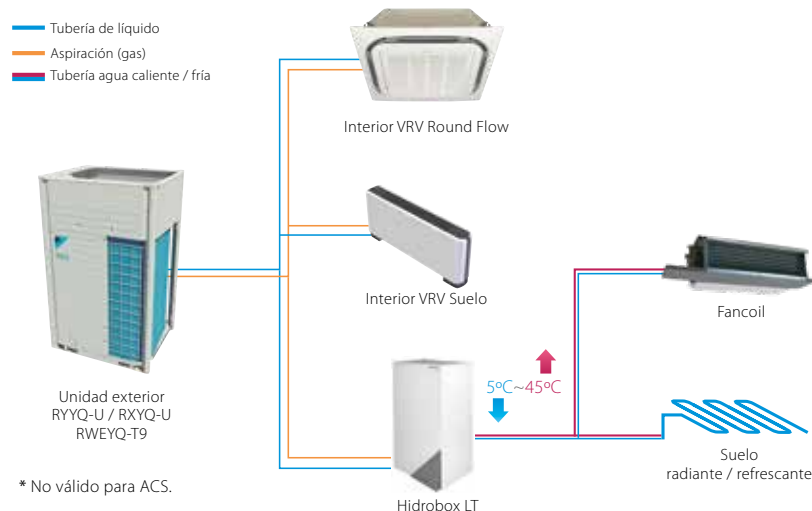 Tubería de líquido
Aspiración (gas)
Tubería agua caliente / fría
Interior VRV Round Flow
Interior VRV Suelo
Fancoil
Unidad exterior
RYYQ-U / RXYQ-U
RWEYQ-T9
5ºC~45ºC
Suelo
radiante / refrescante
* No válido para ACS.
Hidrobox LT